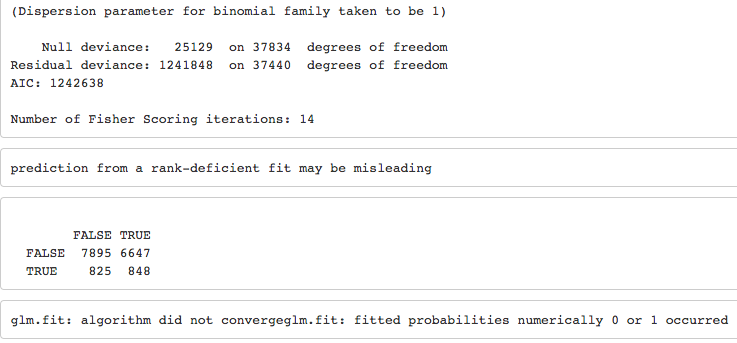 (Dispersion parameter for binomial family taken to be 1)
Null deviance: 25129 on 37834 degrees of freedom
Residual deviance: 1241848 on 37440 degrees of freedom
AIC: 1242638
Number of Fisher Scoring iterations: 14
prediction from a rank-deficient fit may be misleading
FALSE TRUE
FALSE 7895 6647
TRUE 825 848
glm.fit: algorithm did not convergeglm.fit: fitted probabilities numerically 0 or 1 occurred